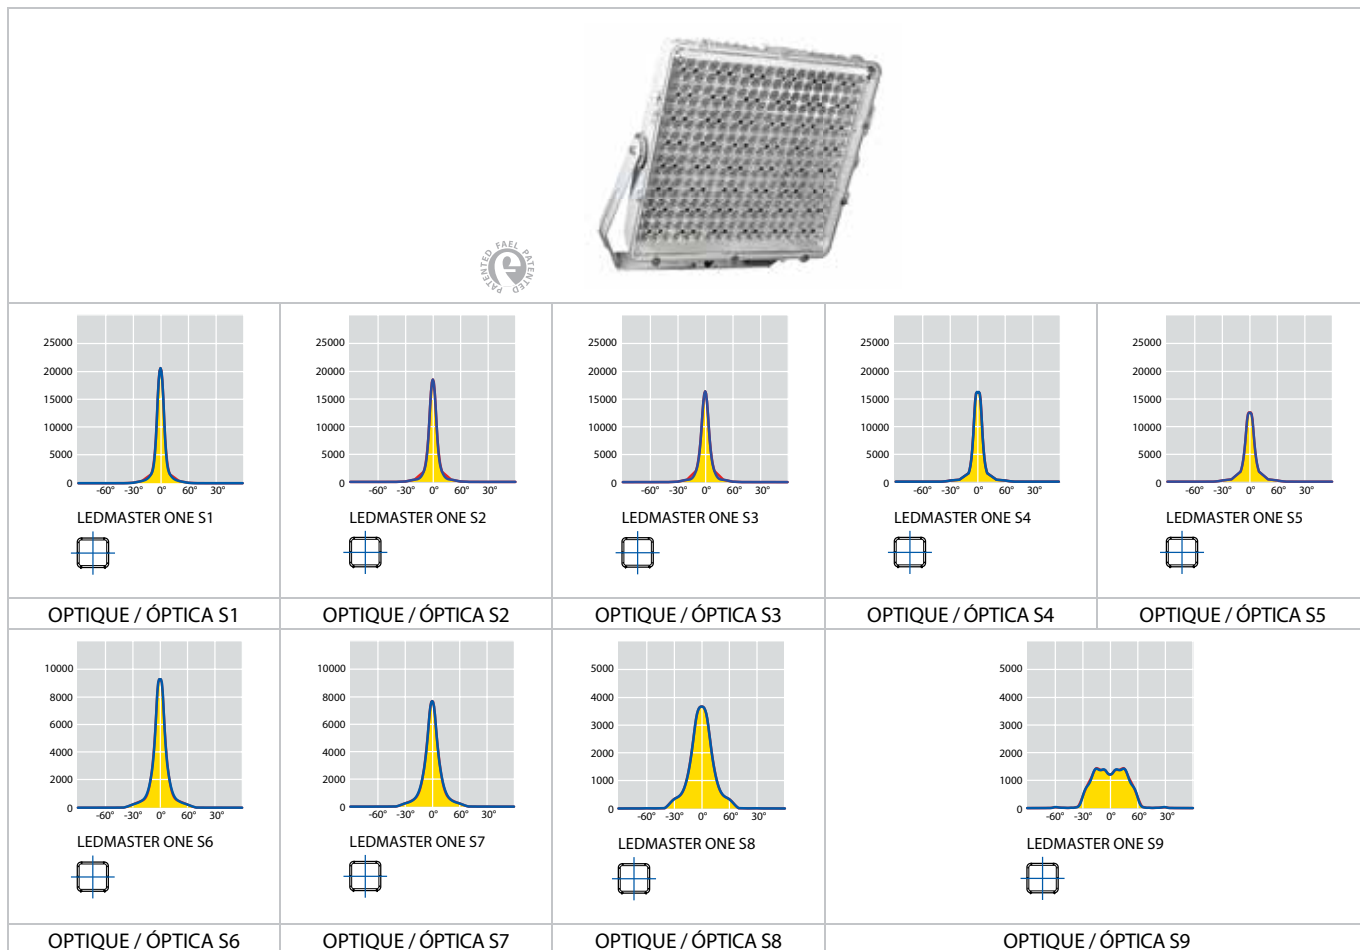 PATENTED FAEL PATENTED
25000
20000
15000
10000
5000
0
-60° -30° 0° 60° 30°
LEDMASTER ONE S1
25000
20000
15000
10000
5000
0
-60° -30° 0° 60° 30°
LEDMASTER ONE S2
25000
20000
15000
10000
5000
0
-60° -30° 0° 60° 30°
LEDMASTER ONE S3
25000
20000
15000
10000
5000
0
-60° -30° 0° 60° 30°
LEDMASTER ONE S4
25000
20000
15000
10000
5000
0
-60° -30° 0° 60° 30°
LEDMASTER ONE S5
OPTIQUE / ÓPTICA S1
OPTIQUE / ÓPTICA S2
OPTIQUE / ÓPTICA S3
OPTIQUE / ÓPTICA S4
OPTIQUE / ÓPTICA S5
10000
8000
6000
4000
2000
0
-60° -30° 0° 60° 30°
LEDMASTER ONE S6
10000
8000
6000
4000
2000
0
-60° -30° 0° 60° 30°
LEDMASTER ONE S7
5000
4000
3000
2000
1000
0
-60° -30° 0° 60° 30°
LEDMASTER ONE S8
5000
4000
3000
2000
1000
0
-60° -30° 0° 60° 30°
LEDMASTER ONE S9
OPTIQUE / ÓPTICA S6
OPTIQUE / ÓPTICA S7
OPTIQUE / ÓPTICA S8
OPTIQUE / ÓPTICA S9